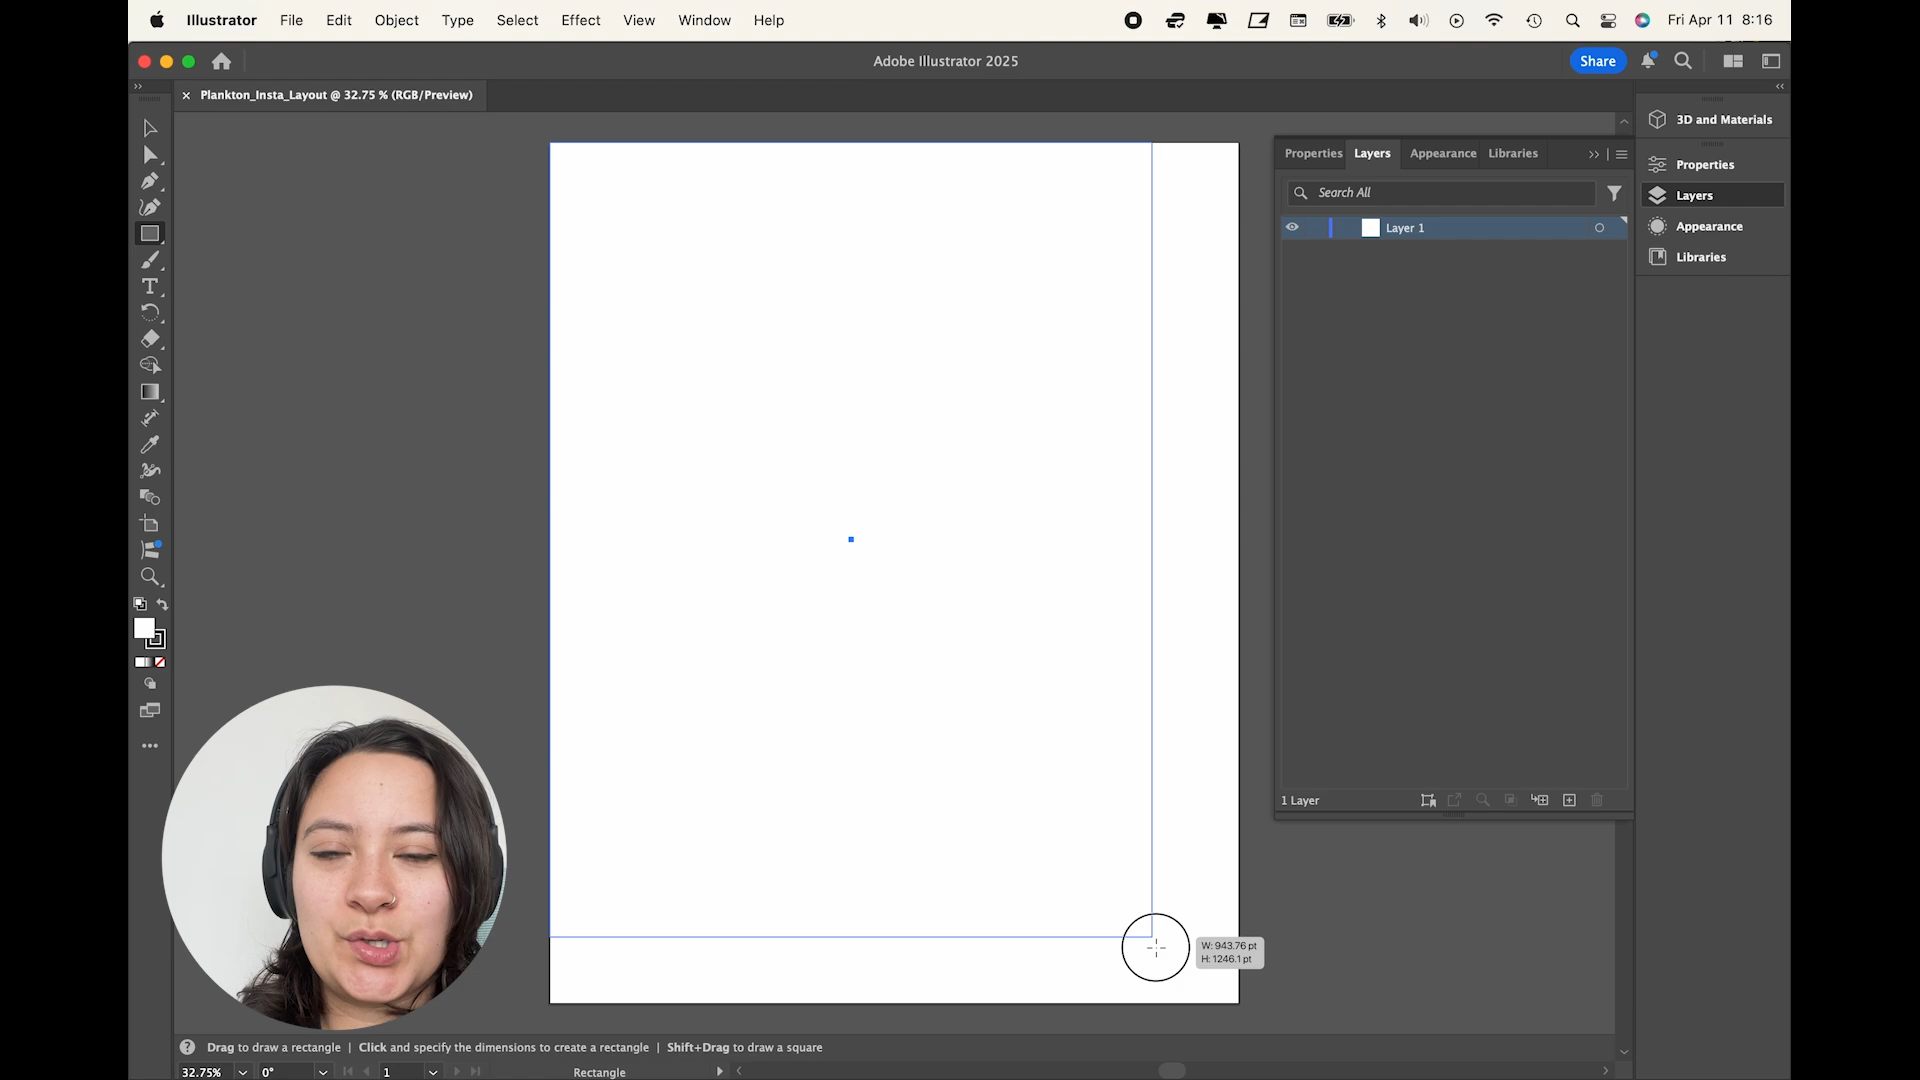 Illustrator File Edit Object Type Select Effect View Window Help Fri Apr 11 8:16
Adobe Illustrator 2025 Share
Plankton_Insta_Layout @ 32.75 % (RGB/Preview)
3D and Materials
Properties Layers Appearance Libraries
Properties
Search All
Layers
Layer 1
Appearance
Libraries
1 Layer
W: 943.76 pt
H: 1246.1 pt
Drag to draw a rectangle | Click and specify the dimensions to create a rectangle | Shift+Drag to draw a square
32.75% 0° 1 Rectangle